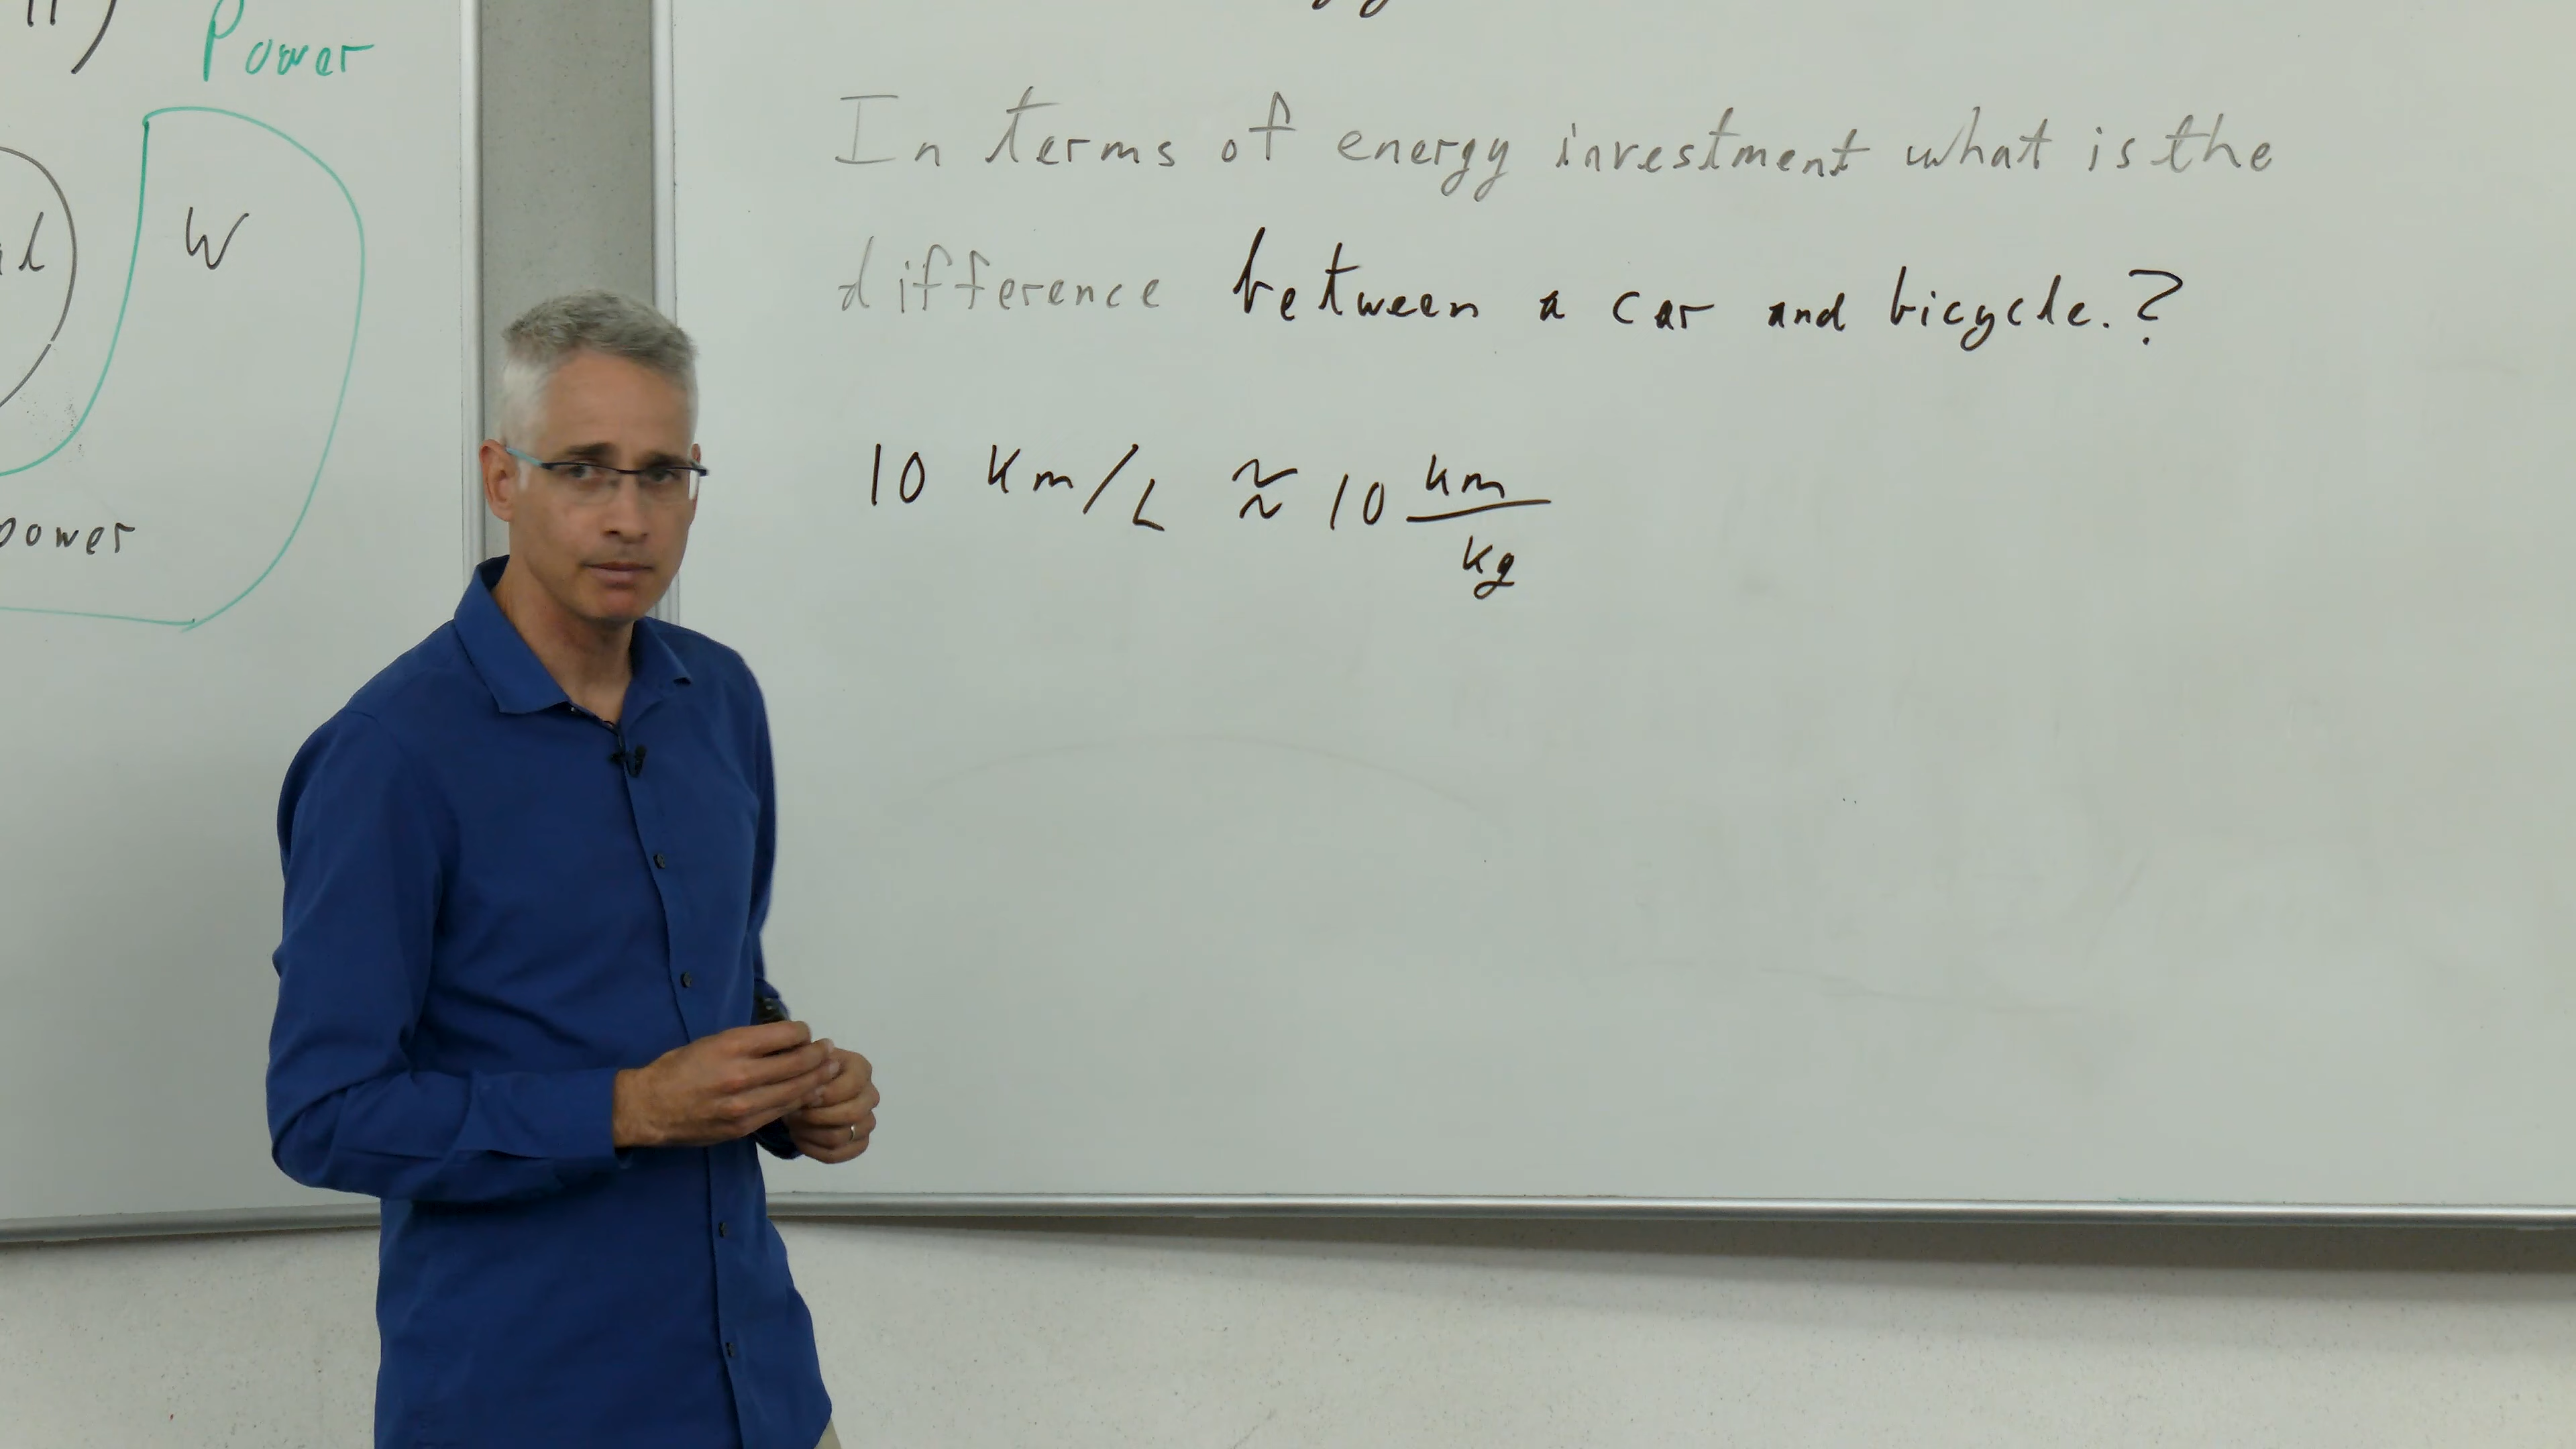 Power
W
power
In terms of energy investment what is the
difference between a car and bicycle.?
10 km/L ≈ 10 km/kg